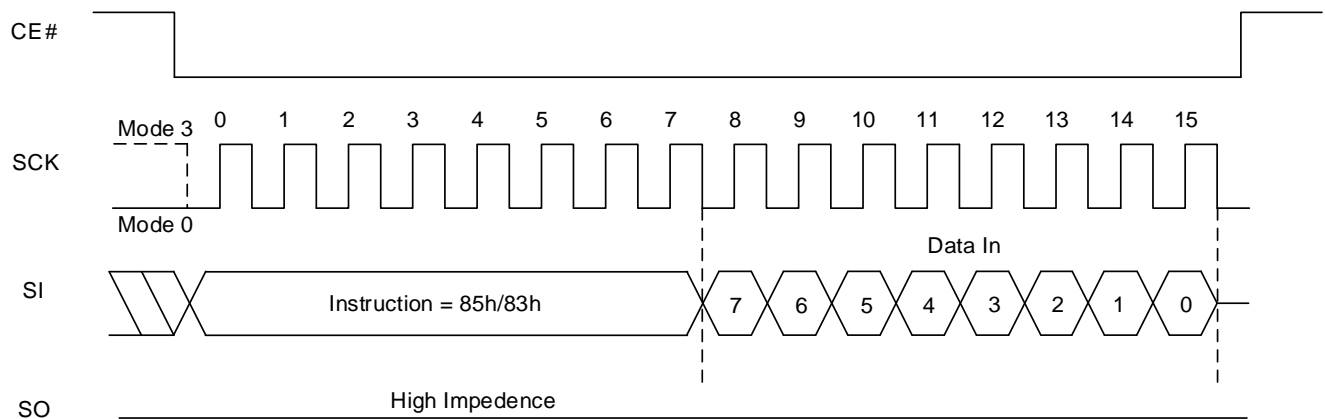 CE#
Mode 3 0 1 2 3 4 5 6 7 8 9 10 11 12 13 14 15
SCK
Mode 0
Data In
SI Instruction = 85h/83h 7 6 5 4 3 2 1 0
High Impedence
SO